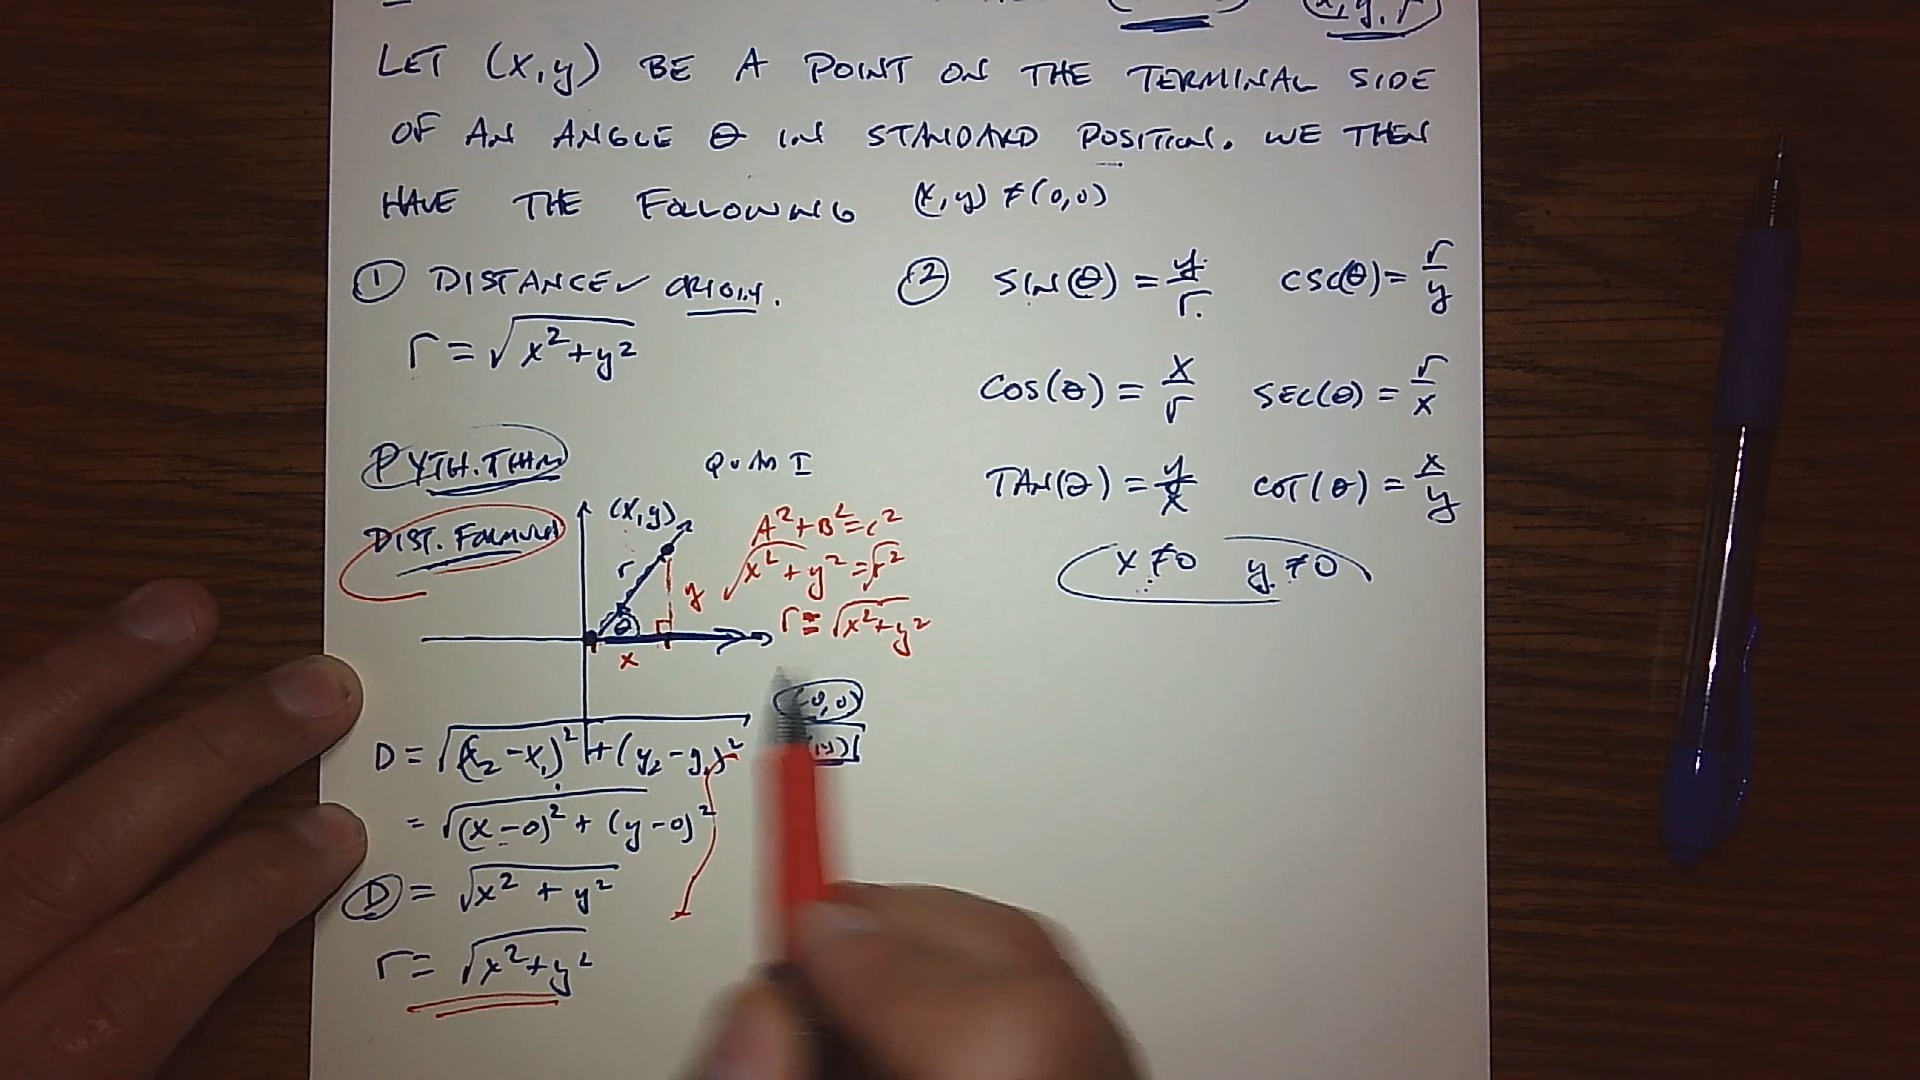 x, y, r
LET (x,y) BE A POINT ON THE TERMINAL SIDE
OF AN ANGLE θ IN STANDARD POSITION. WE THEN
HAVE THE FOLLOWING (x,y) ≠ (0,0)
① DISTANCE ORIGIN.
r = √(x²+y²)
② SIN(θ) = y/r CSC(θ) = r/y
COS(θ) = x/r SEC(θ) = r/x
TAN(θ) = y/x COT(θ) = x/y
x ≠ 0 y ≠ 0
PYTH. THM
DIST. FORMULA
QUAD I
(x,y)
r
θ
x
y
A²+B²=C²
√x²+y²=√r²
r = √(x²+y²)
(0,0)
D = √((x₂-x₁)²+(y₂-y₁)²
= √((x-0)²+(y-0)²
D = √(x²+y²)
r = √(x²+y²)